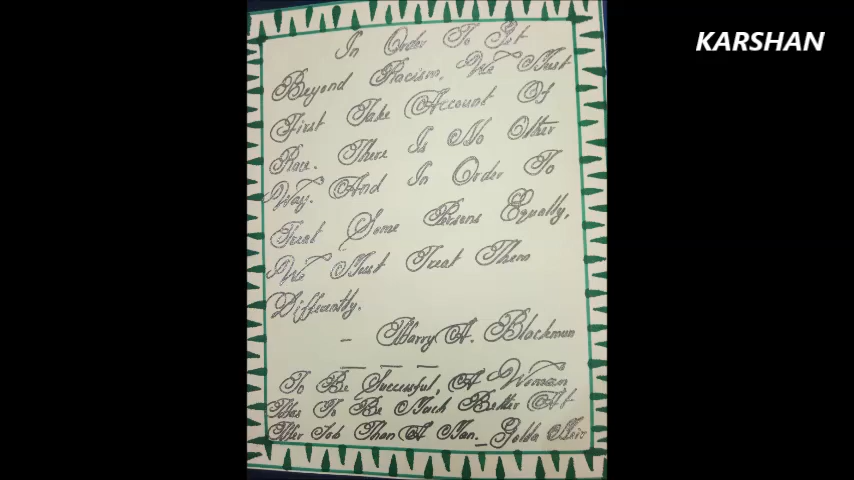 KARSHAN
In Order To Get
Beyond Racism, We Must
First Take Account Of
Race. There Is No Other
Way. And In Order To
Treat Some Persons Equally,
We Must Treat Them
Differently.
- Harry A. Blackmun
To Be Successful, A Woman
Has To Be Much Better At
Her Job Than A Man._ Golda Meir